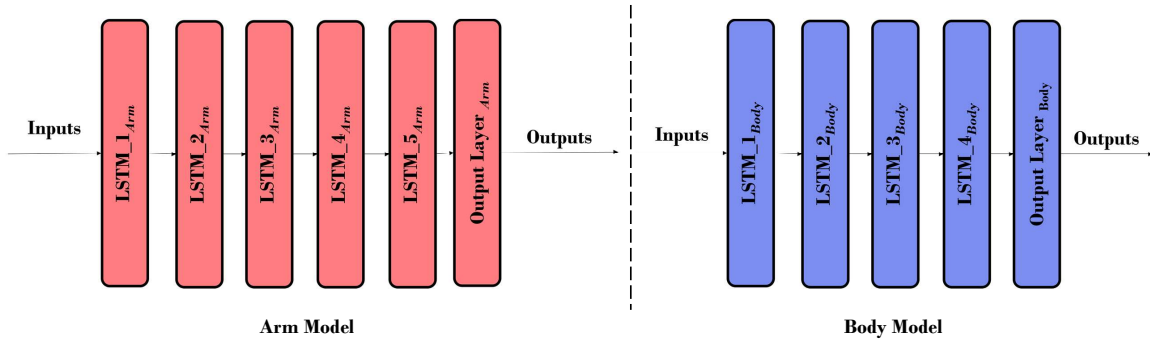 Inputs
LSTM_1Arm
LSTM_2Arm
LSTM_3Arm
LSTM_4Arm
LSTM_5Arm
Output Layer Arm
Outputs
Arm Model
Inputs
LSTM_1Body
LSTM_2Body
LSTM_3Body
LSTM_4Body
Output Layer Body
Outputs
Body Model